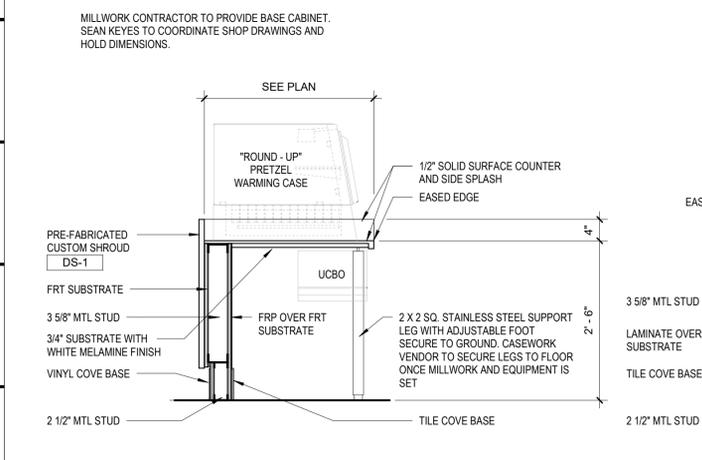 MILLWORK CONTRACTOR TO PROVIDE BASE CABINET.
SEAN KEYES TO COORDINATE SHOP DRAWINGS AND
HOLD DIMENSIONS.
SEE PLAN
"ROUND - UP"
PRETZEL
WARMING CASE
1/2" SOLID SURFACE COUNTER
AND SIDE SPLASH
EASED EDGE
4"
2' - 6"
PRE-FABRICATED
CUSTOM SHROUD
DS-1
FRT SUBSTRATE
3 5/8" MTL STUD
3/4" SUBSTRATE WITH
WHITE MELAMINE FINISH
VINYL COVE BASE
2 1/2" MTL STUD
UCBO
FRP OVER FRT
SUBSTRATE
2 X 2 SQ. STAINLESS STEEL SUPPORT
LEG WITH ADJUSTABLE FOOT
SECURE TO GROUND. CASEWORK
VENDOR TO SECURE LEGS TO FLOOR
ONCE MILLWORK AND EQUIPMENT IS
SET
TILE COVE BASE
EAS
3 5/8" MTL STUD
LAMINATE OVER
SUBSTRATE
TILE COVE BASE
2 1/2" MTL STUD